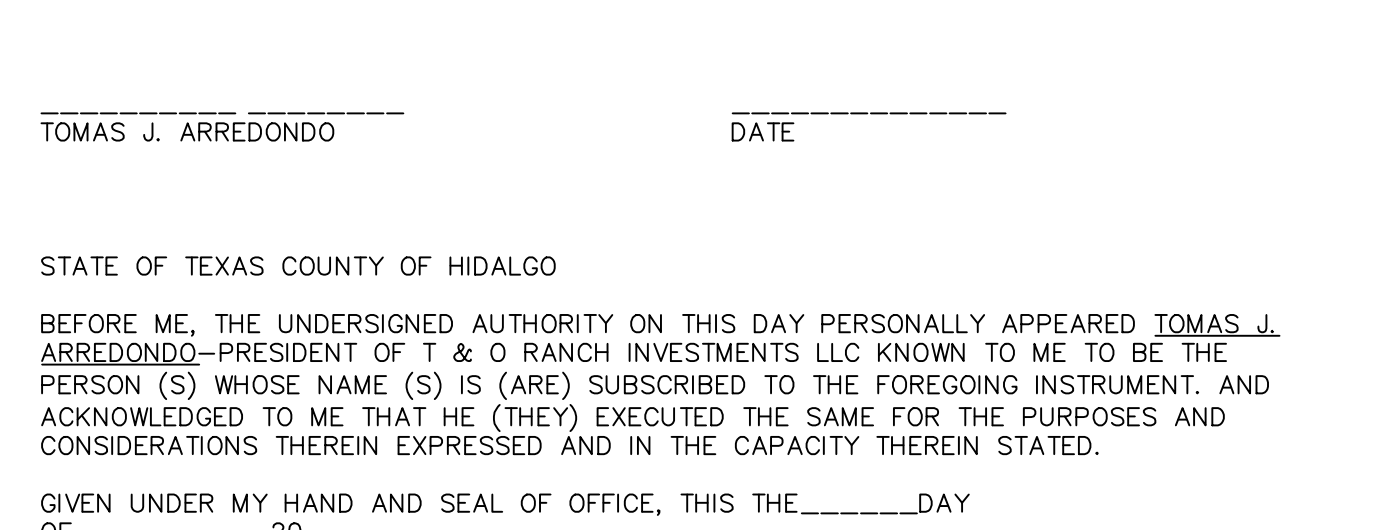 __________ ________ ______________
TOMAS J. ARREDONDO DATE
STATE OF TEXAS COUNTY OF HIDALGO
BEFORE ME, THE UNDERSIGNED AUTHORITY ON THIS DAY PERSONALLY APPEARED TOMAS J.
ARREDONDO–PRESIDENT OF T & O RANCH INVESTMENTS LLC KNOWN TO ME TO BE THE
PERSON (S) WHOSE NAME (S) IS (ARE) SUBSCRIBED TO THE FOREGOING INSTRUMENT. AND
ACKNOWLEDGED TO ME THAT HE (THEY) EXECUTED THE SAME FOR THE PURPOSES AND
CONSIDERATIONS THEREIN EXPRESSED AND IN THE CAPACITY THEREIN STATED.
GIVEN UNDER MY HAND AND SEAL OF OFFICE, THIS THE______DAY